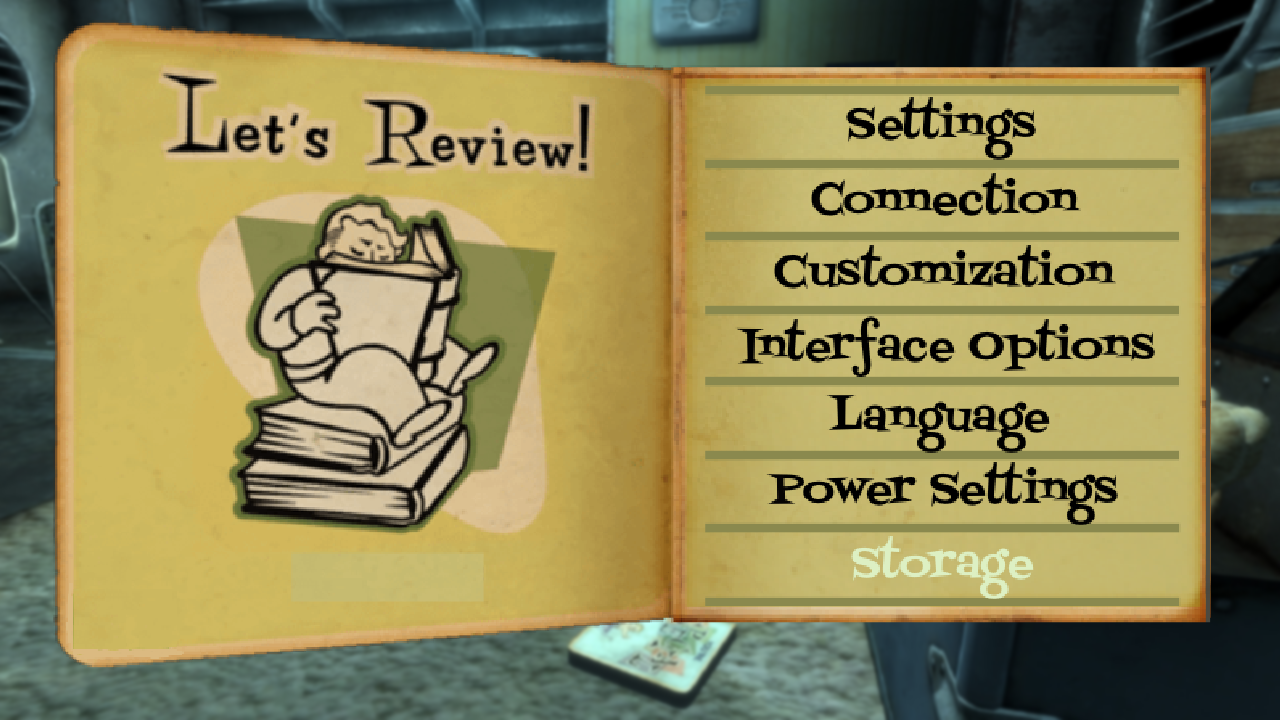 Let's Review!
Settings
Connection
Customization
Interface Options
Language
Power Settings
Storage